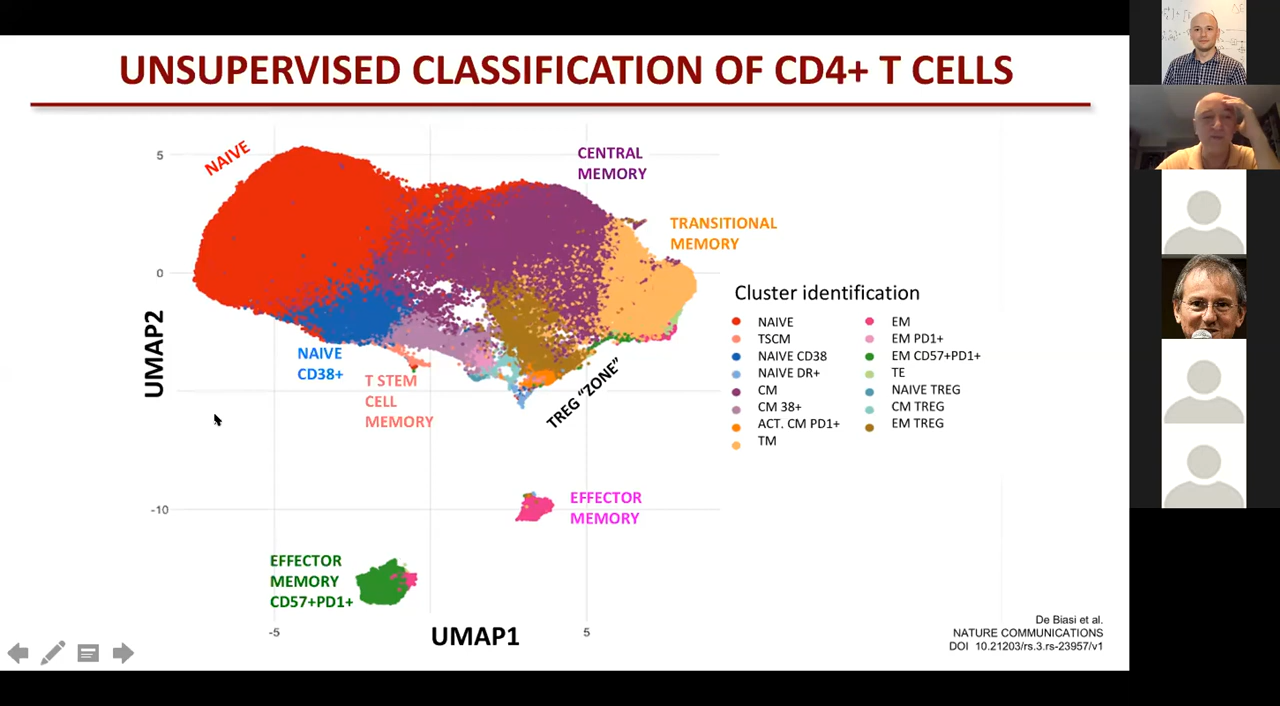 UNSUPERVISED CLASSIFICATION OF CD4+ T CELLS
NAIVE
CENTRAL
MEMORY
TRANSITIONAL
MEMORY
5
0
-10
UMAP2
NAIVE
CD38+
T STEM
CELL
MEMORY
TREG “ZONE”
EFFECTOR
MEMORY
EFFECTOR
MEMORY
CD57+PD1+
-5
UMAP1
5
Cluster identification
NAIVE
TSCM
NAIVE CD38
NAIVE DR+
CM
CM 38+
ACT. CM PD1+
TM
EM
EM PD1+
EM CD57+PD1+
TE
NAIVE TREG
CM TREG
EM TREG
De Biasi et al.
NATURE COMMUNICATIONS
DOI 10.21203/rs.3.rs-23957/v1